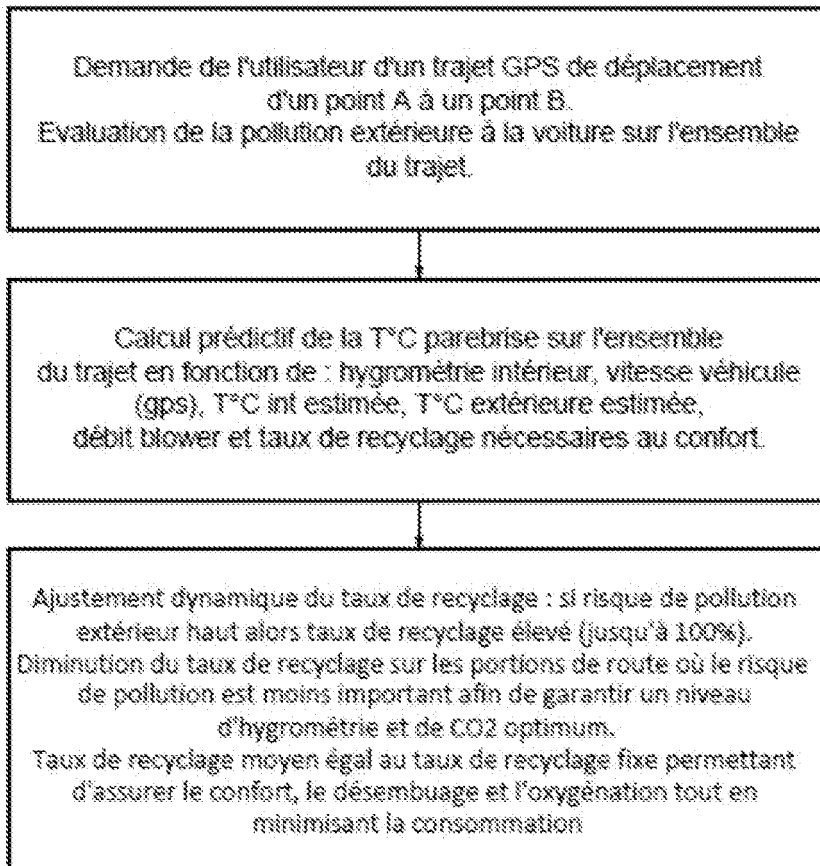 Demande de l'utilisateur d'un trajet GPS de déplacement
d'un point A à un point B.
Evaluation de la pollution extérieure à la voiture sur l'ensemble
du trajet.
Calcul prédictif de la T°C parebrise sur l'ensemble
du trajet en fonction de : hygrométrie intérieur, vitesse véhicule
(gps), T°C int estimée, T°C extérieure estimée,
débit blower et taux de recyclage nécessaires au confort.
Ajustement dynamique du taux de recyclage : si risque de pollution
extérieur haut alors taux de recyclage élevé (jusqu'à 100%).
Diminution du taux de recyclage sur les portions de route où le risque
de pollution est moins important afin de garantir un niveau
d'hygrométrie et de CO2 optimum.
Taux de recyclage moyen égal au taux de recyclage fixe permettant
d'assurer le confort, le désembuage et l'oxygénation tout en
minimisant la consommation